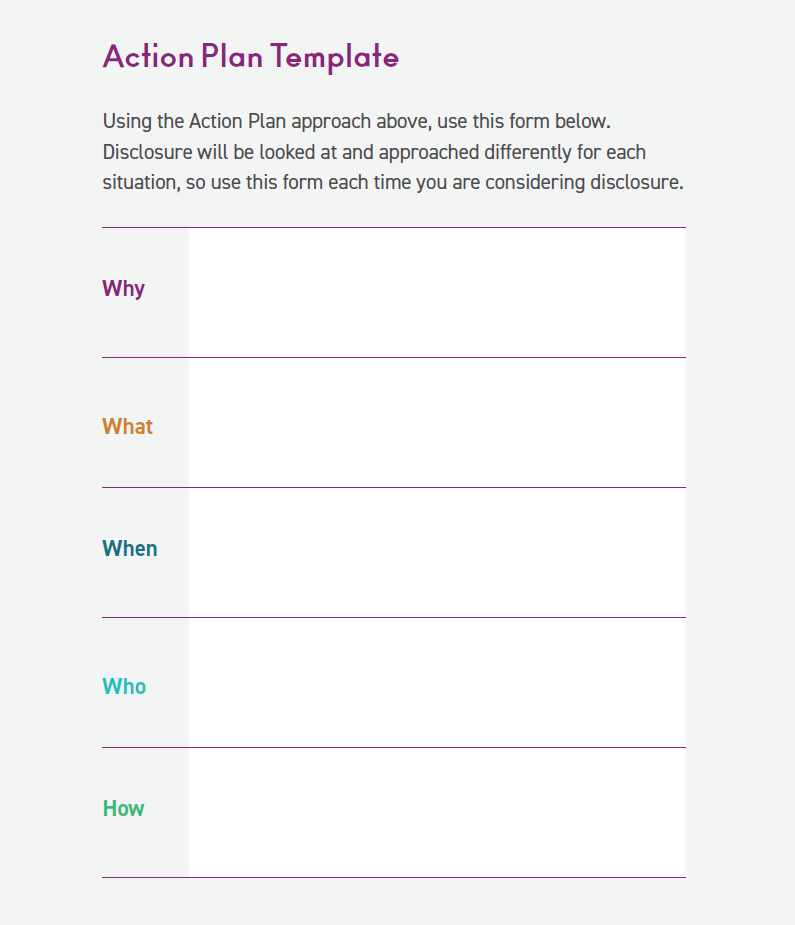 Action Plan Template
Using the Action Plan approach above, use this form below.
Disclosure will be looked at and approached differently for each
situation, so use this form each time you are considering disclosure.
Why
What
When
Who
How